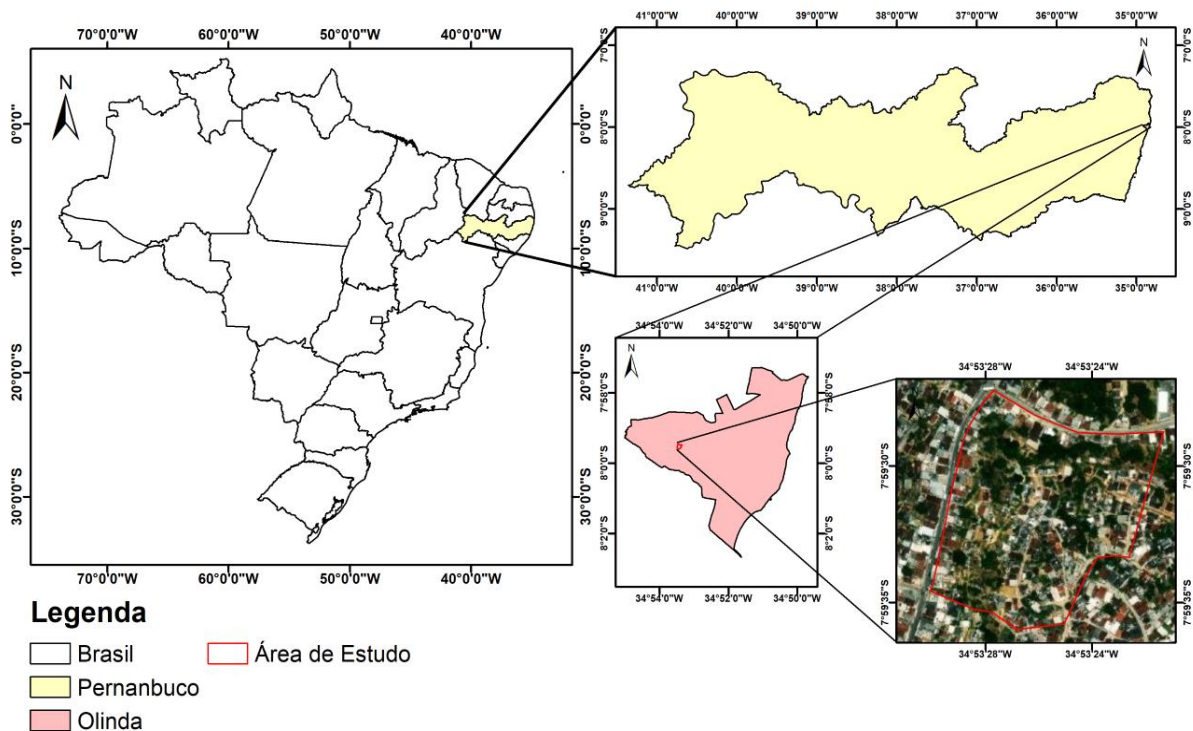 70°0'0"W 60°0'0"W 50°0'0"W 40°0'0"W
N
0°0'0"
10°0'0"S
20°0'0"S
30°0'0"S
70°0'0"W 60°0'0"W 50°0'0"W 40°0'0"W
41°0'0"W 40°0'0"W 39°0'0"W 38°0'0"W 37°0'0"W 36°0'0"W 35°0'0"W
N
7°0'0"S 7°0'0"S
8°0'0"S 8°0'0"S
9°0'0"S 9°0'0"S
41°0'0"W 40°0'0"W 39°0'0"W 38°0'0"W 37°0'0"W 36°0'0"W 35°0'0"W
34°54'0"W 34°52'0"W 34°50'0"W
N
7°58'0"S 7°58'0"S
8°0'0"S 8°0'0"S
8°2'0"S 8°2'0"S
34°54'0"W 34°52'0"W 34°50'0"W
34°53'28"W 34°53'24"W
7°59'30"S 7°59'30"S
7°59'35"S 7°59'35"S
34°53'28"W 34°53'24"W
Legenda
Brasil Área de Estudo
Pernanbuco
Olinda